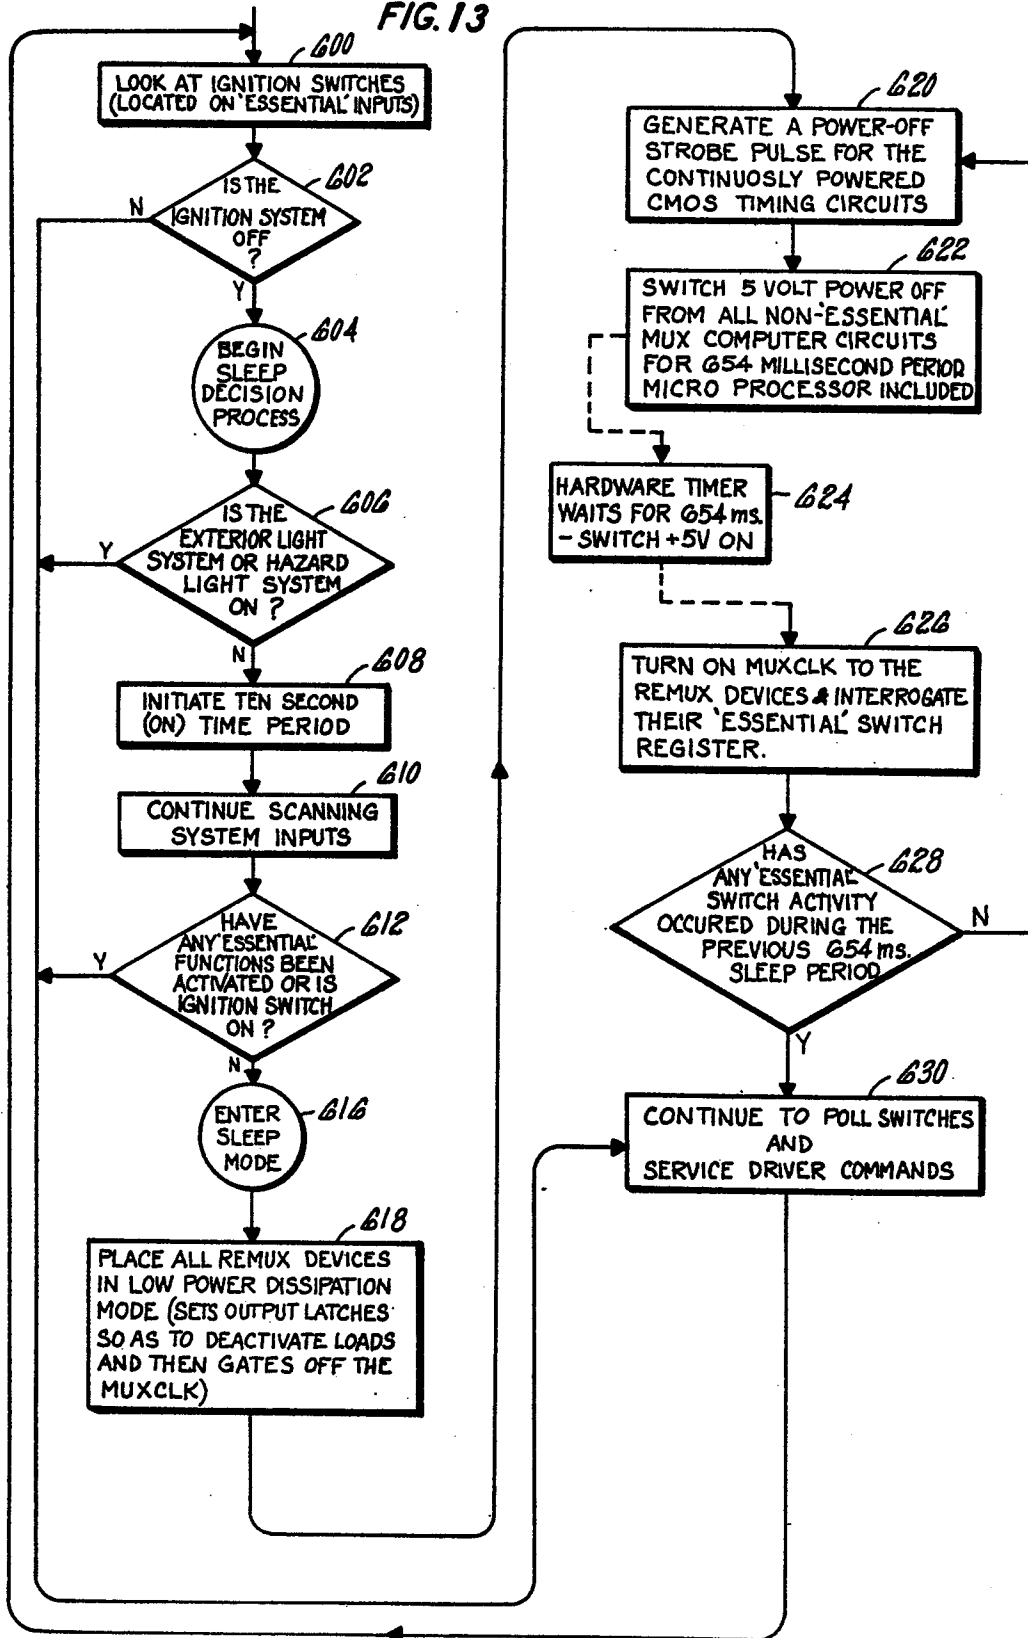 FIG. 13
600
LOOK AT IGNITION SWITCHES
(LOCATED ON 'ESSENTIAL' INPUTS)
602
IS THE
IGNITION SYSTEM
OFF
?
N
Y
604
BEGIN
SLEEP
DECISION
PROCESS
606
IS THE
EXTERIOR LIGHT
SYSTEM OR HAZARD
LIGHT SYSTEM
ON ?
Y
N
608
INITIATE TEN SECOND
(ON) TIME PERIOD
610
CONTINUE SCANNING
SYSTEM INPUTS
612
HAVE
ANY 'ESSENTIAL'
FUNCTIONS BEEN
ACTIVATED OR IS
IGNITION SWITCH
ON ?
Y
N
616
ENTER
SLEEP
MODE
618
PLACE ALL REMUX DEVICES
IN LOW POWER DISSIPATION
MODE (SETS OUTPUT LATCHES
SO AS TO DEACTIVATE LOADS
AND THEN GATES OFF THE
MUXCLK)
620
GENERATE A POWER-OFF
STROBE PULSE FOR THE
CONTINUOSLY POWERED
CMOS TIMING CIRCUITS
622
SWITCH 5 VOLT POWER OFF
FROM ALL NON-'ESSENTIAL'
MUX COMPUTER CIRCUITS
FOR 654 MILLISECOND PERIOD
MICRO PROCESSOR INCLUDED
624
HARDWARE TIMER
WAITS FOR 654 ms.
- SWITCH +5V ON
626
TURN ON MUXCLK TO THE
REMUX DEVICES & INTERROGATE
THEIR 'ESSENTIAL' SWITCH
REGISTER.
628
HAS
ANY 'ESSENTIAL'
SWITCH ACTIVITY
OCCURED DURING THE
PREVIOUS 654 ms.
SLEEP PERIOD
N
Y
630
CONTINUE TO POLL SWITCHES
AND
SERVICE DRIVER COMMANDS